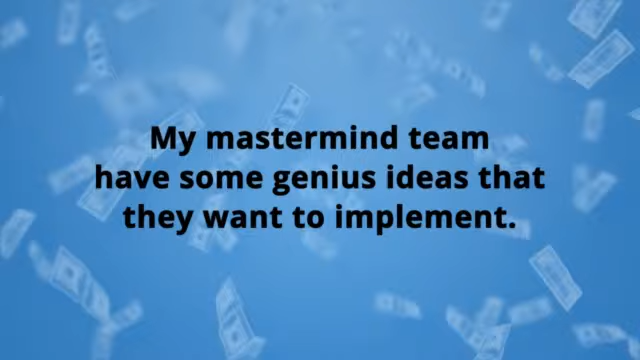 My mastermind team
have some genius ideas that
they want to implement.